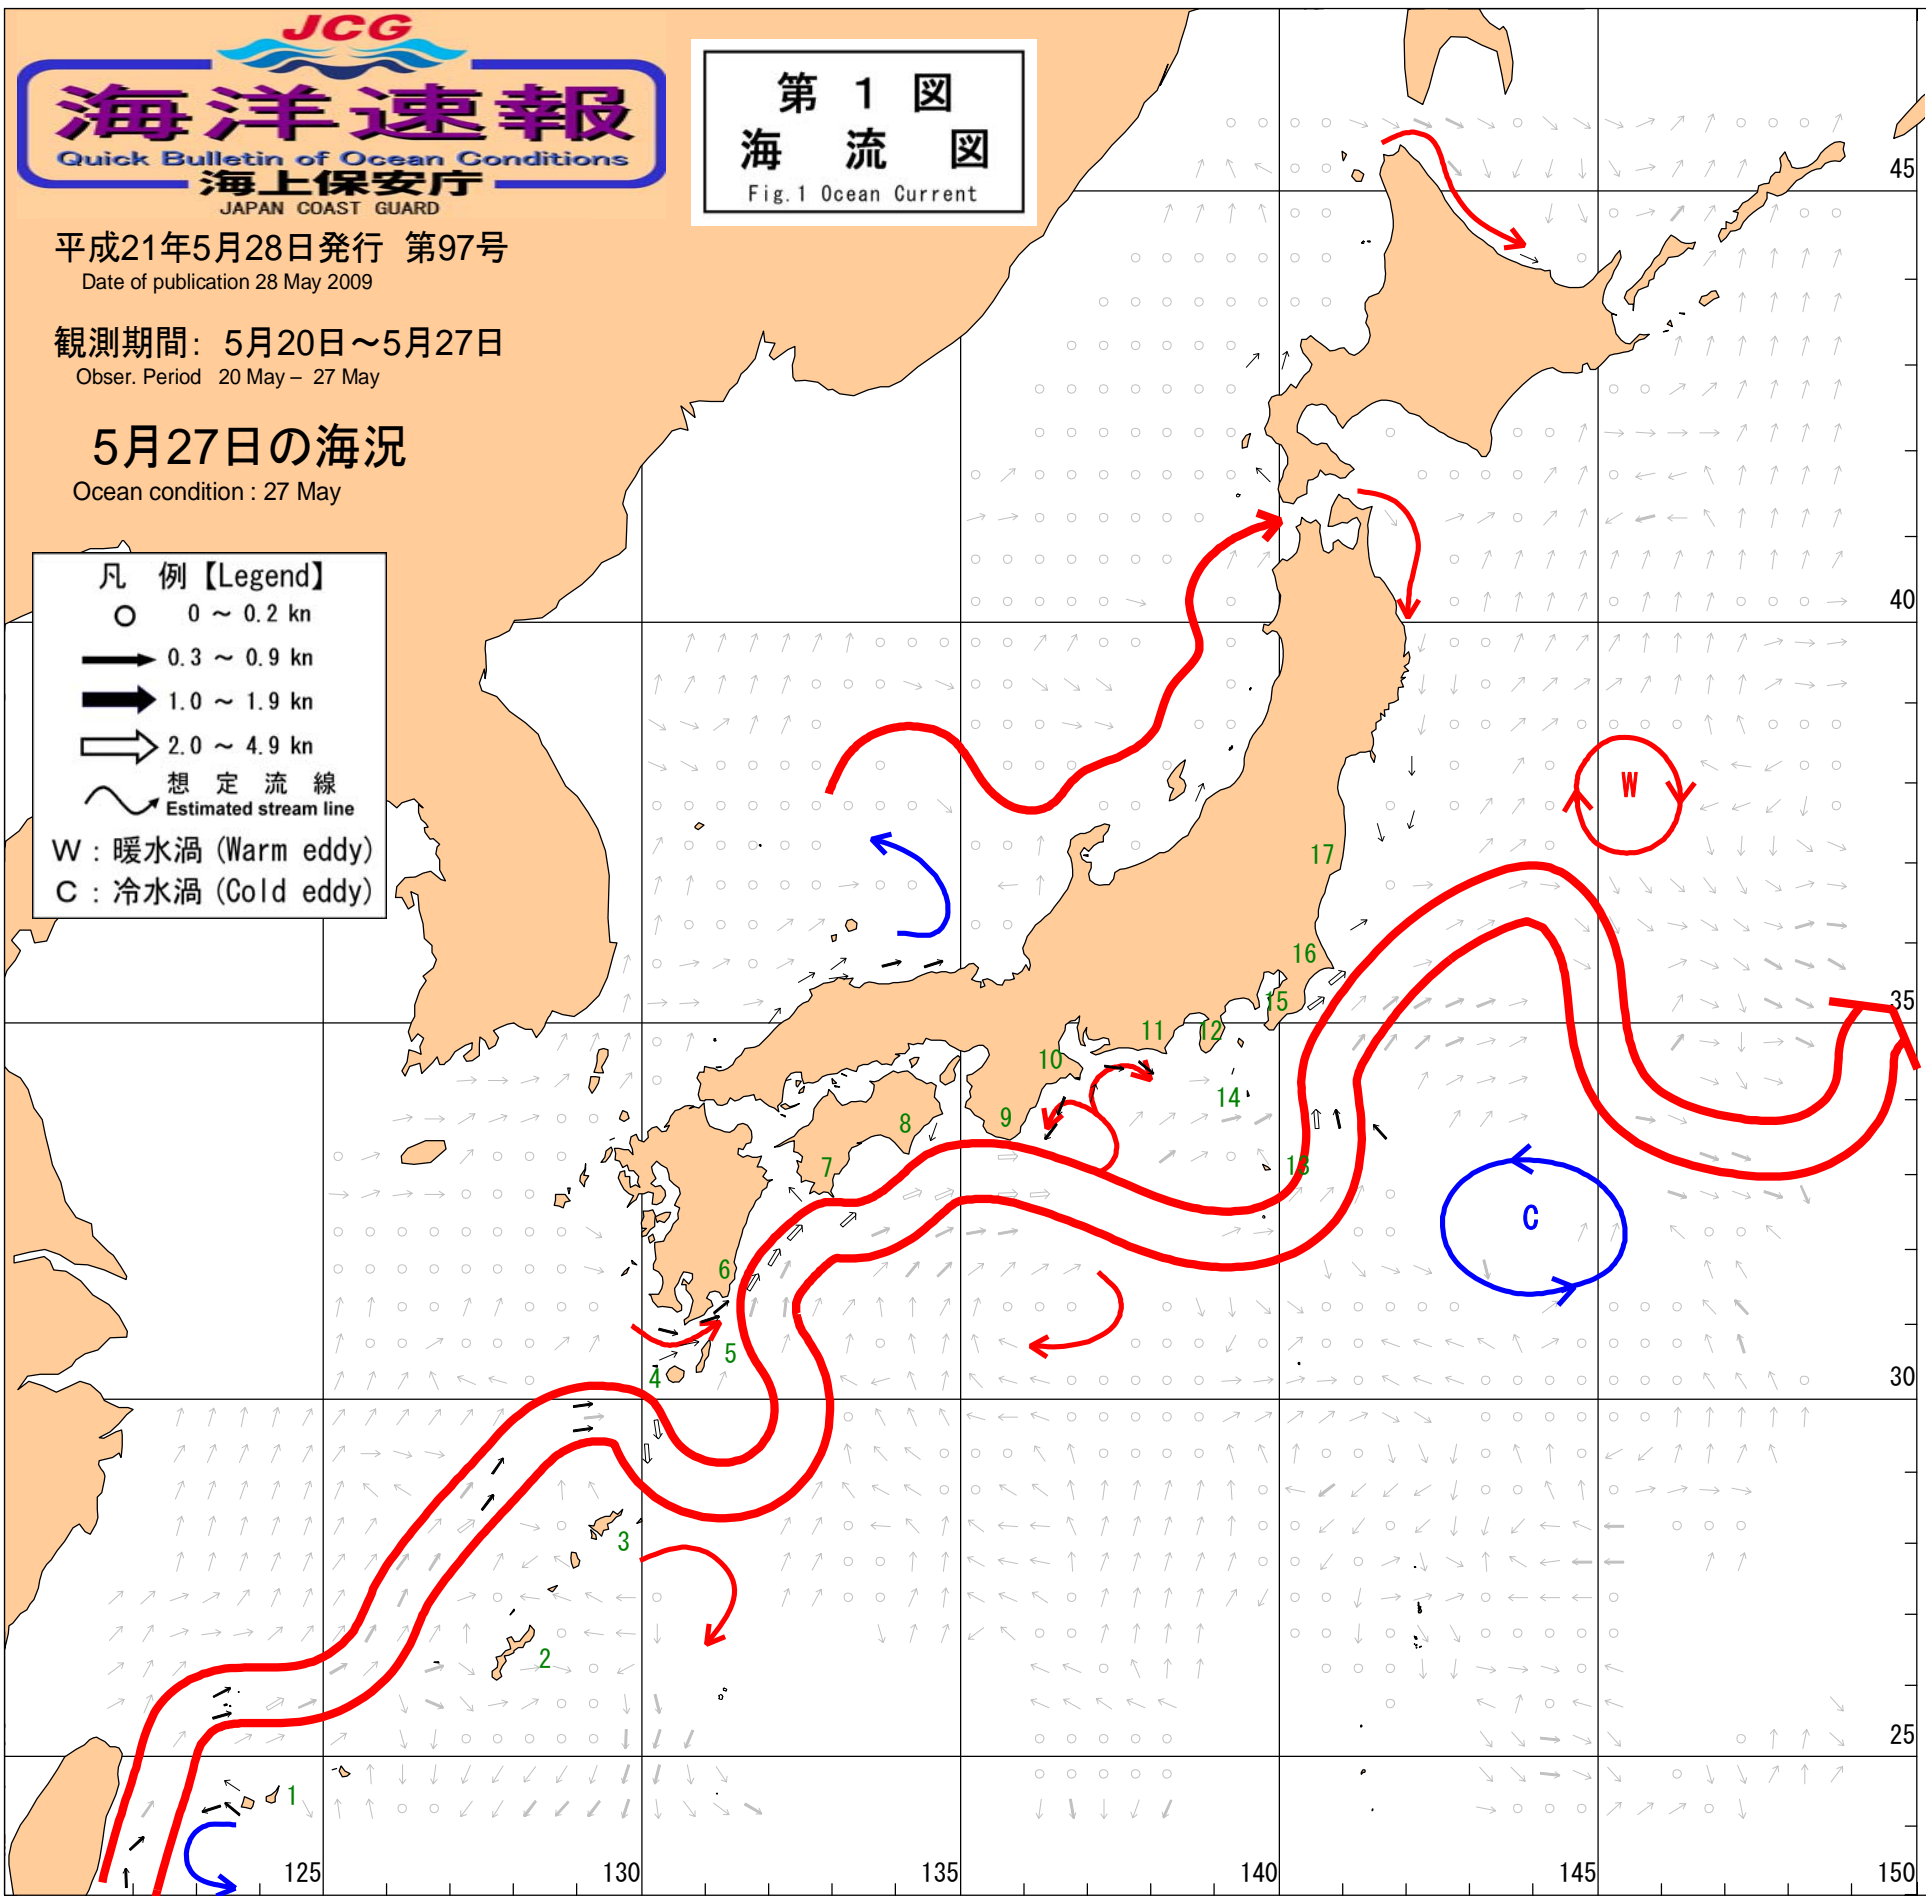 JCG
海洋速報
Quick Bulletin of Ocean Conditions
海上保安庁
JAPAN COAST GUARD
第 1 図
海 流 図
Fig.1 Ocean Current
平成21年5月28日発行 第97号
Date of publication 28 May 2009
観測期間: 5月20日～5月27日
Obser. Period 20 May – 27 May
5月27日の海況
Ocean condition : 27 May
凡 例【Legend】
0 ～ 0.2 kn
0.3 ～ 0.9 kn
1.0 ～ 1.9 kn
2.0 ～ 4.9 kn
想 定 流 線
Estimated stream line
W : 暖水渦 (Warm eddy)
C : 冷水渦 (Cold eddy)
45
40
W
17
16
35
15
12
11
10
14
9
8
7
13
C
6
5
4
30
3
2
25
1
125
130
135
140
145
150